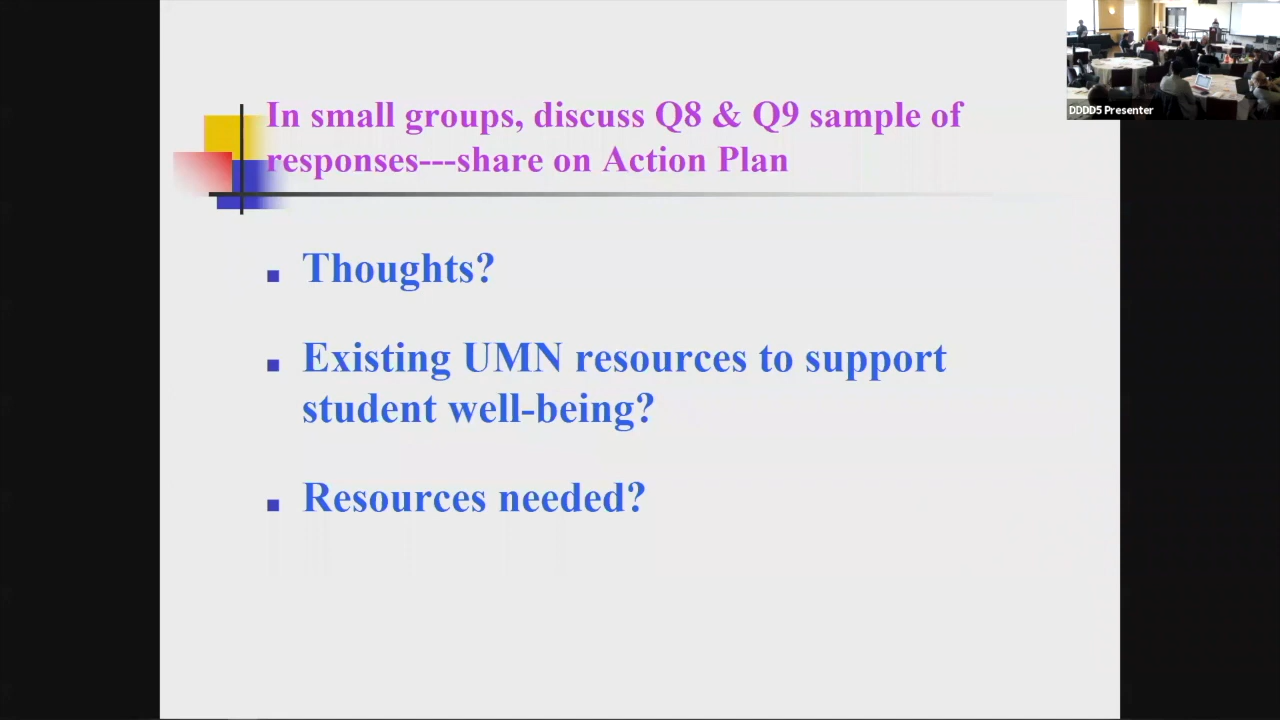 In small groups, discuss Q8 & Q9 sample of
responses---share on Action Plan
Thoughts?
Existing UMN resources to support
student well-being?
Resources needed?
DDDD5 Presenter